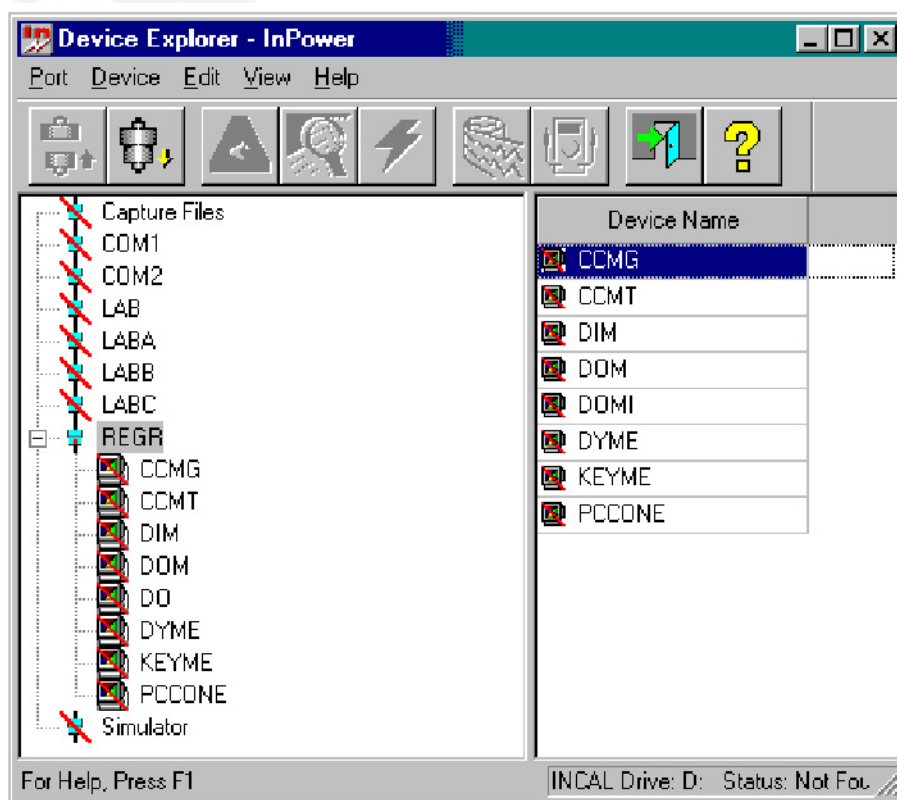 Device Explorer - InPower
Port Device Edit View Help
Capture Files
COM1
COM2
LAB
LABA
LABB
LABC
REGR
CCMG
CCMT
DIM
DOM
DO
DYME
KEYME
PCCONE
Simulator
Device Name
CCMG
CCMT
DIM
DOM
DOMI
DYME
KEYME
PCCONE
For Help, Press F1
INCAL Drive: D: Status: Not Fou